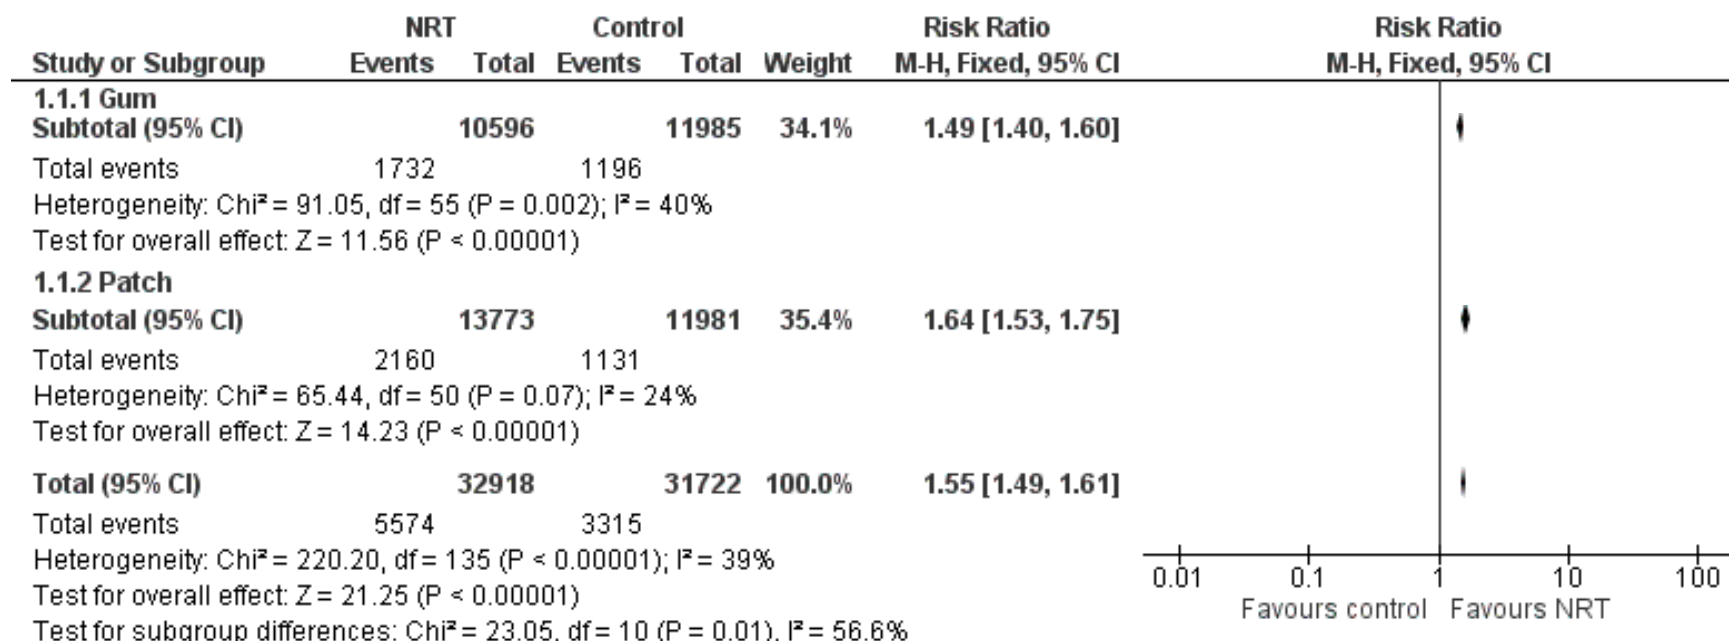 NRT Control Risk Ratio Risk Ratio
Study or Subgroup Events Total Events Total Weight M-H, Fixed, 95% CI M-H, Fixed, 95% CI
1.1.1 Gum
Subtotal (95% CI) 10596 11985 34.1% 1.49 [1.40, 1.60]
Total events 1732 1196
Heterogeneity: Chi² = 91.05, df = 55 (P = 0.002); I² = 40%
Test for overall effect: Z = 11.56 (P < 0.00001)
1.1.2 Patch
Subtotal (95% CI) 13773 11981 35.4% 1.64 [1.53, 1.75]
Total events 2160 1131
Heterogeneity: Chi² = 65.44, df = 50 (P = 0.07); I² = 24%
Test for overall effect: Z = 14.23 (P < 0.00001)
Total (95% CI) 32918 31722 100.0% 1.55 [1.49, 1.61]
Total events 5574 3315
Heterogeneity: Chi² = 220.20, df = 135 (P < 0.00001); I² = 39%
Test for overall effect: Z = 21.25 (P < 0.00001)
Test for subgroup differences: Chi² = 23.05, df = 10 (P = 0.01), I² = 56.6%
0.01 0.1 1 10 100
Favours control Favours NRT